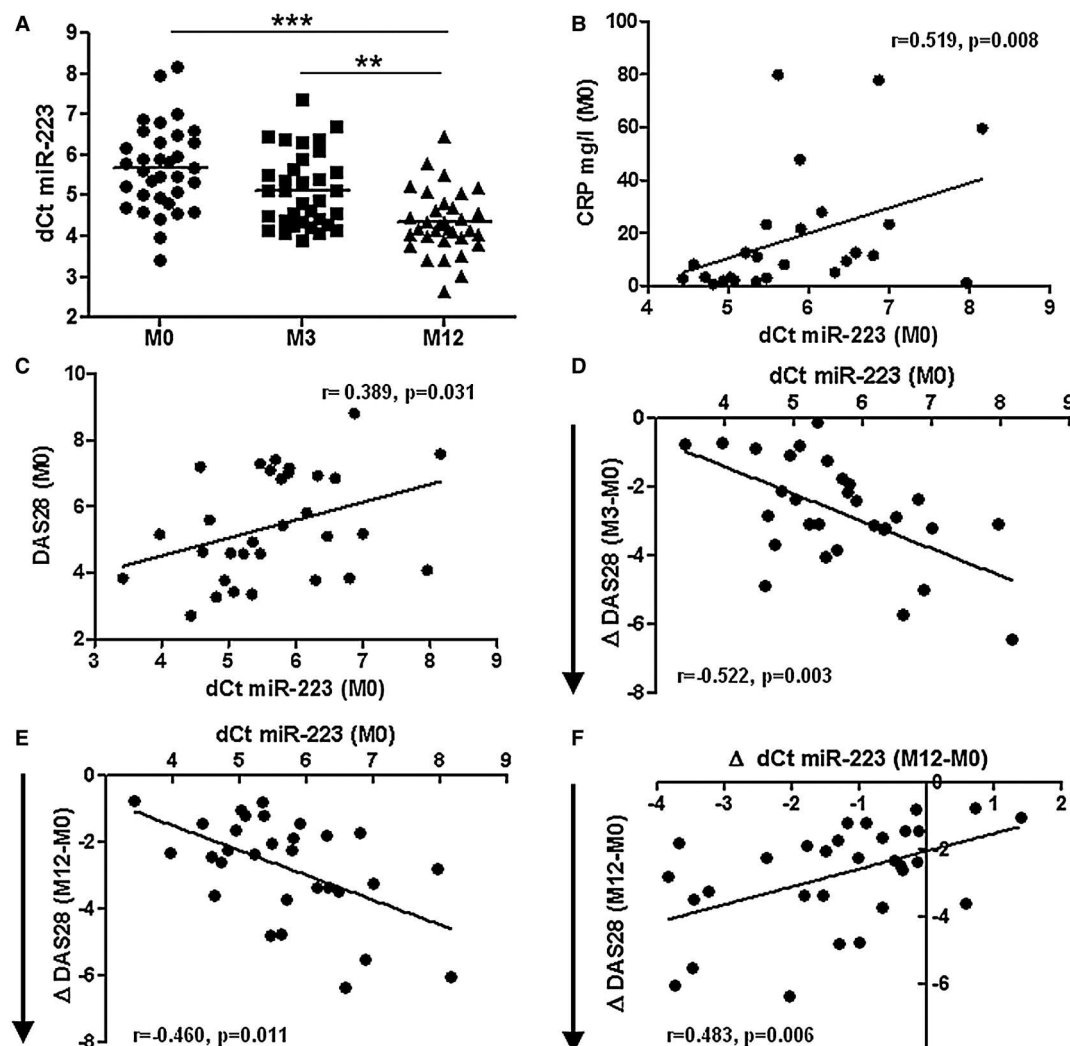 A
dCt miR-223
9
8
7
6
5
4
3
2
***
**
M0 M3 M12
B
CRP mg/l (M0)
100
80
60
40
20
0
r=0.519, p=0.008
4 5 6 7 8 9
dCt miR-223 (M0)
C
DAS28 (M0)
10
8
6
4
2
r= 0.389, p=0.031
3 4 5 6 7 8 9
dCt miR-223 (M0)
D
dCt miR-223 (M0)
4 5 6 7 8 9
Δ DAS28 (M3-M0)
0
-2
-4
-6
-8
r=-0.522, p=0.003
E
dCt miR-223 (M0)
4 5 6 7 8 9
Δ DAS28 (M12-M0)
0
-2
-4
-6
-8
r=-0.460, p=0.011
F
Δ dCt miR-223 (M12-M0)
-4 -3 -2 -1 0 1 2
Δ DAS28 (M12-M0)
-2
-4
-6
r=0.483, p=0.006